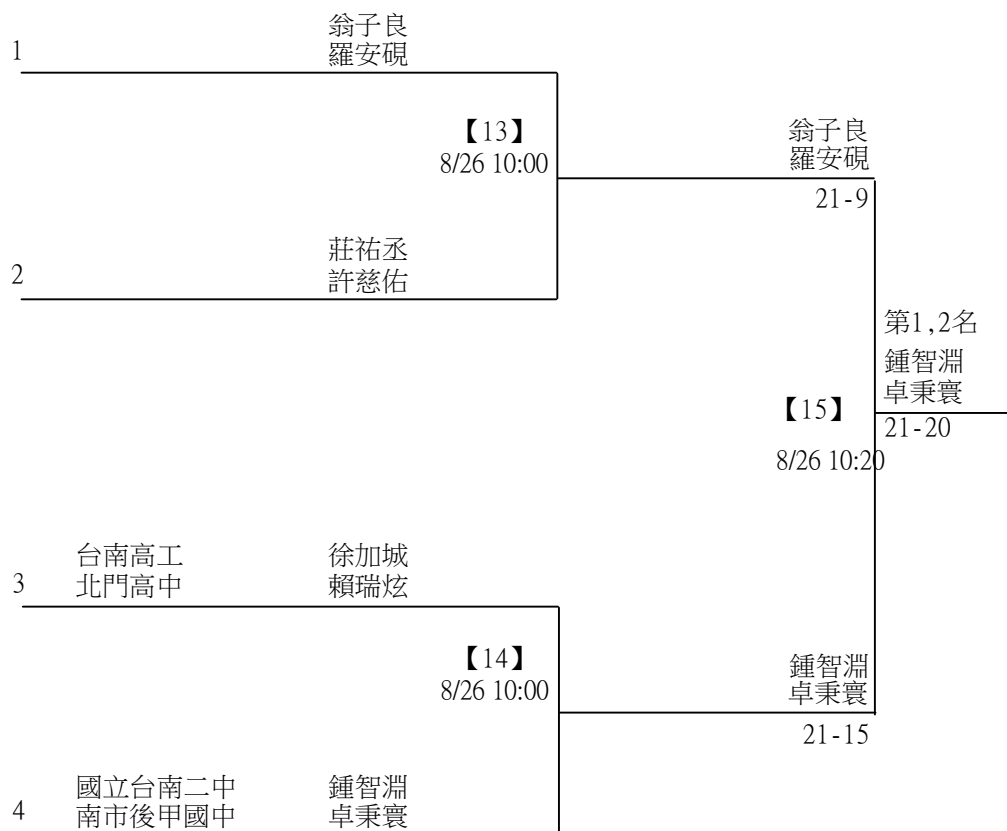 翁子良
1 羅安硯
【13】
8/26 10:00
翁子良
羅安硯
21-9
莊祐丞
2 許慈佑
第1,2名
鍾智淵
卓秉寰
【15】
21-20
8/26 10:20
台南高工 徐加城
3 北門高中 賴瑞炫
【14】
8/26 10:00
鍾智淵
卓秉寰
21-15
國立台南二中 鍾智淵
4 南市後甲國中 卓秉寰